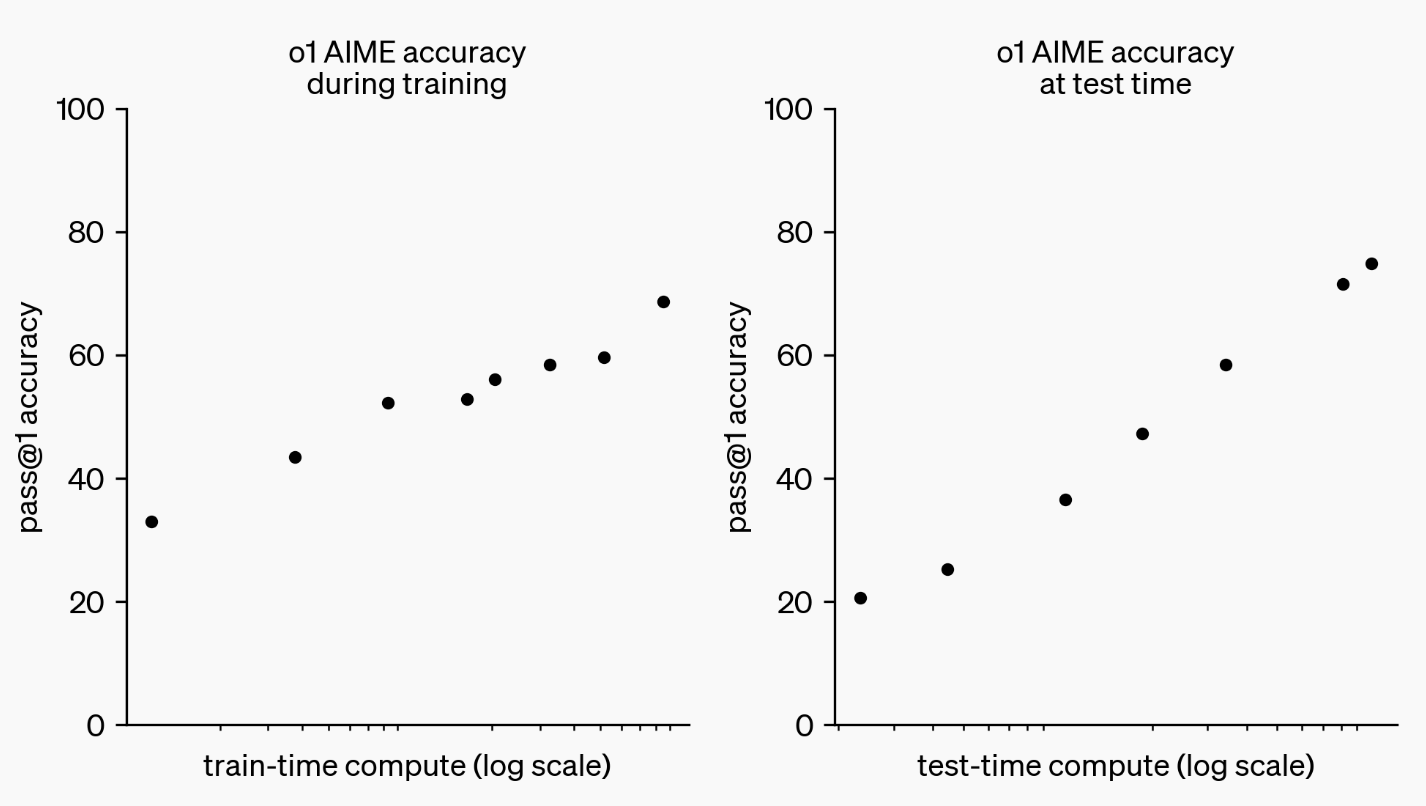 o1 AIME accuracy
during training
100
80
60
40
20
0
pass@1 accuracy
train-time compute (log scale)
o1 AIME accuracy
at test time
100
80
60
40
20
0
pass@1 accuracy
test-time compute (log scale)